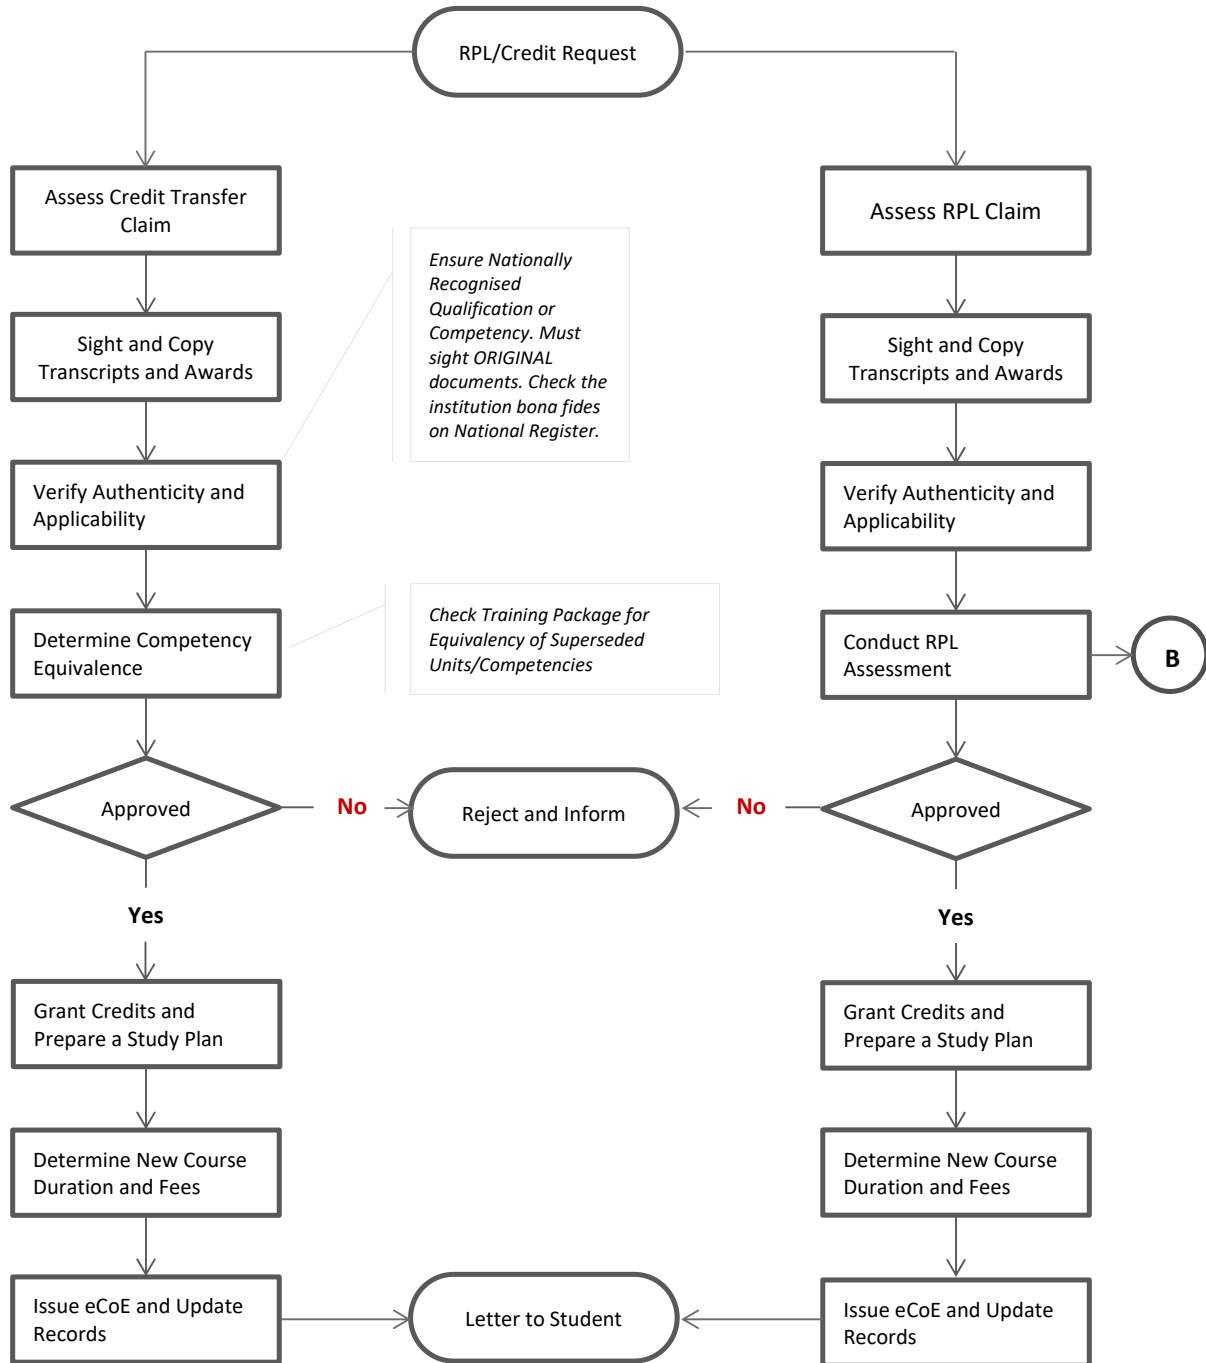 RPL/Credit Request
Assess Credit Transfer
Claim
Assess RPL Claim
Ensure Nationally
Recognised
Qualification or
Competency. Must
sight ORIGINAL
documents. Check the
institution bona fides
on National Register.
Sight and Copy
Transcripts and Awards
Sight and Copy
Transcripts and Awards
Verify Authenticity and
Applicability
Verify Authenticity and
Applicability
Determine Competency
Equivalence
Check Training Package for
Equivalency of Superseded
Units/Competencies
Conduct RPL
Assessment
B
Approved
No
Reject and Inform
No
Approved
Yes
Yes
Grant Credits and
Prepare a Study Plan
Grant Credits and
Prepare a Study Plan
Determine New Course
Duration and Fees
Determine New Course
Duration and Fees
Issue eCoE and Update
Records
Letter to Student
Issue eCoE and Update
Records